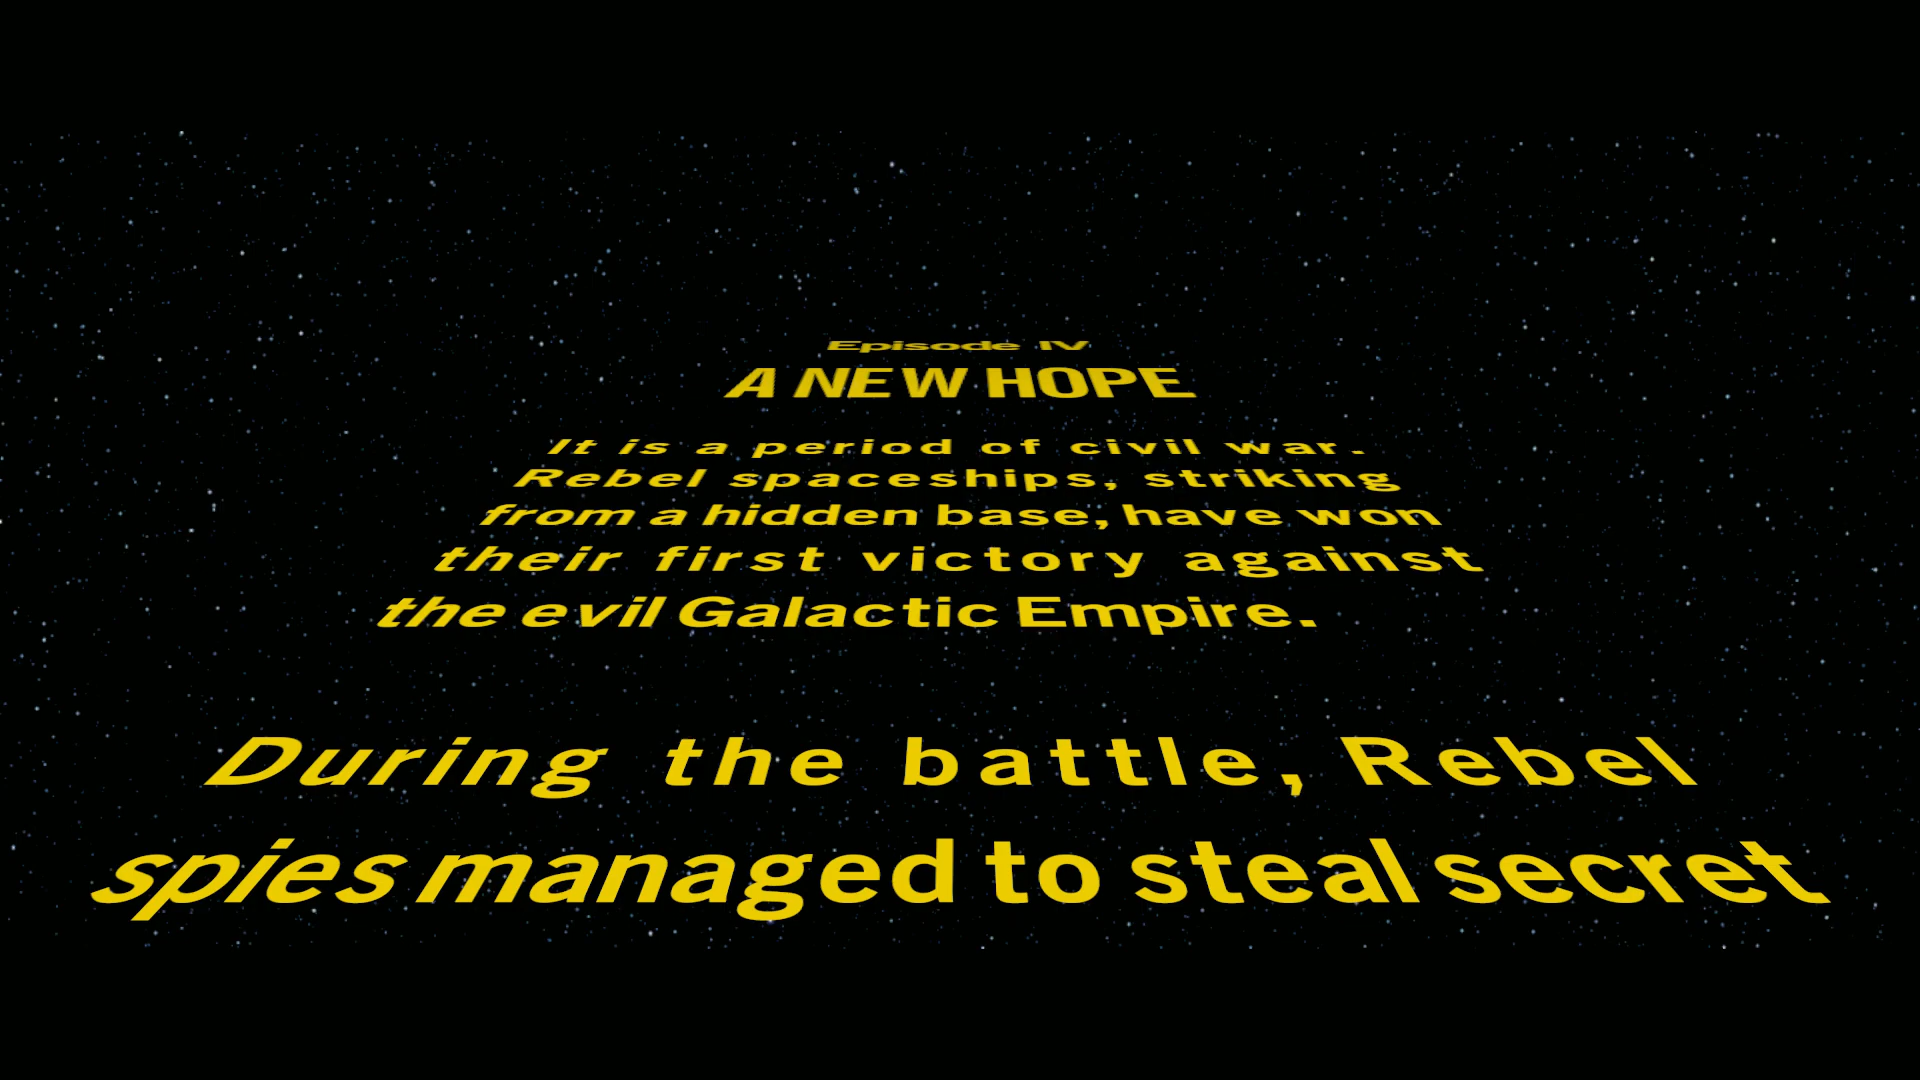 Episode IV
A NEW HOPE
It is a period of civil war.
Rebel spaceships, striking
from a hidden base, have won
their first victory against
the evil Galactic Empire.
During the battle, Rebel
spies managed to steal secret